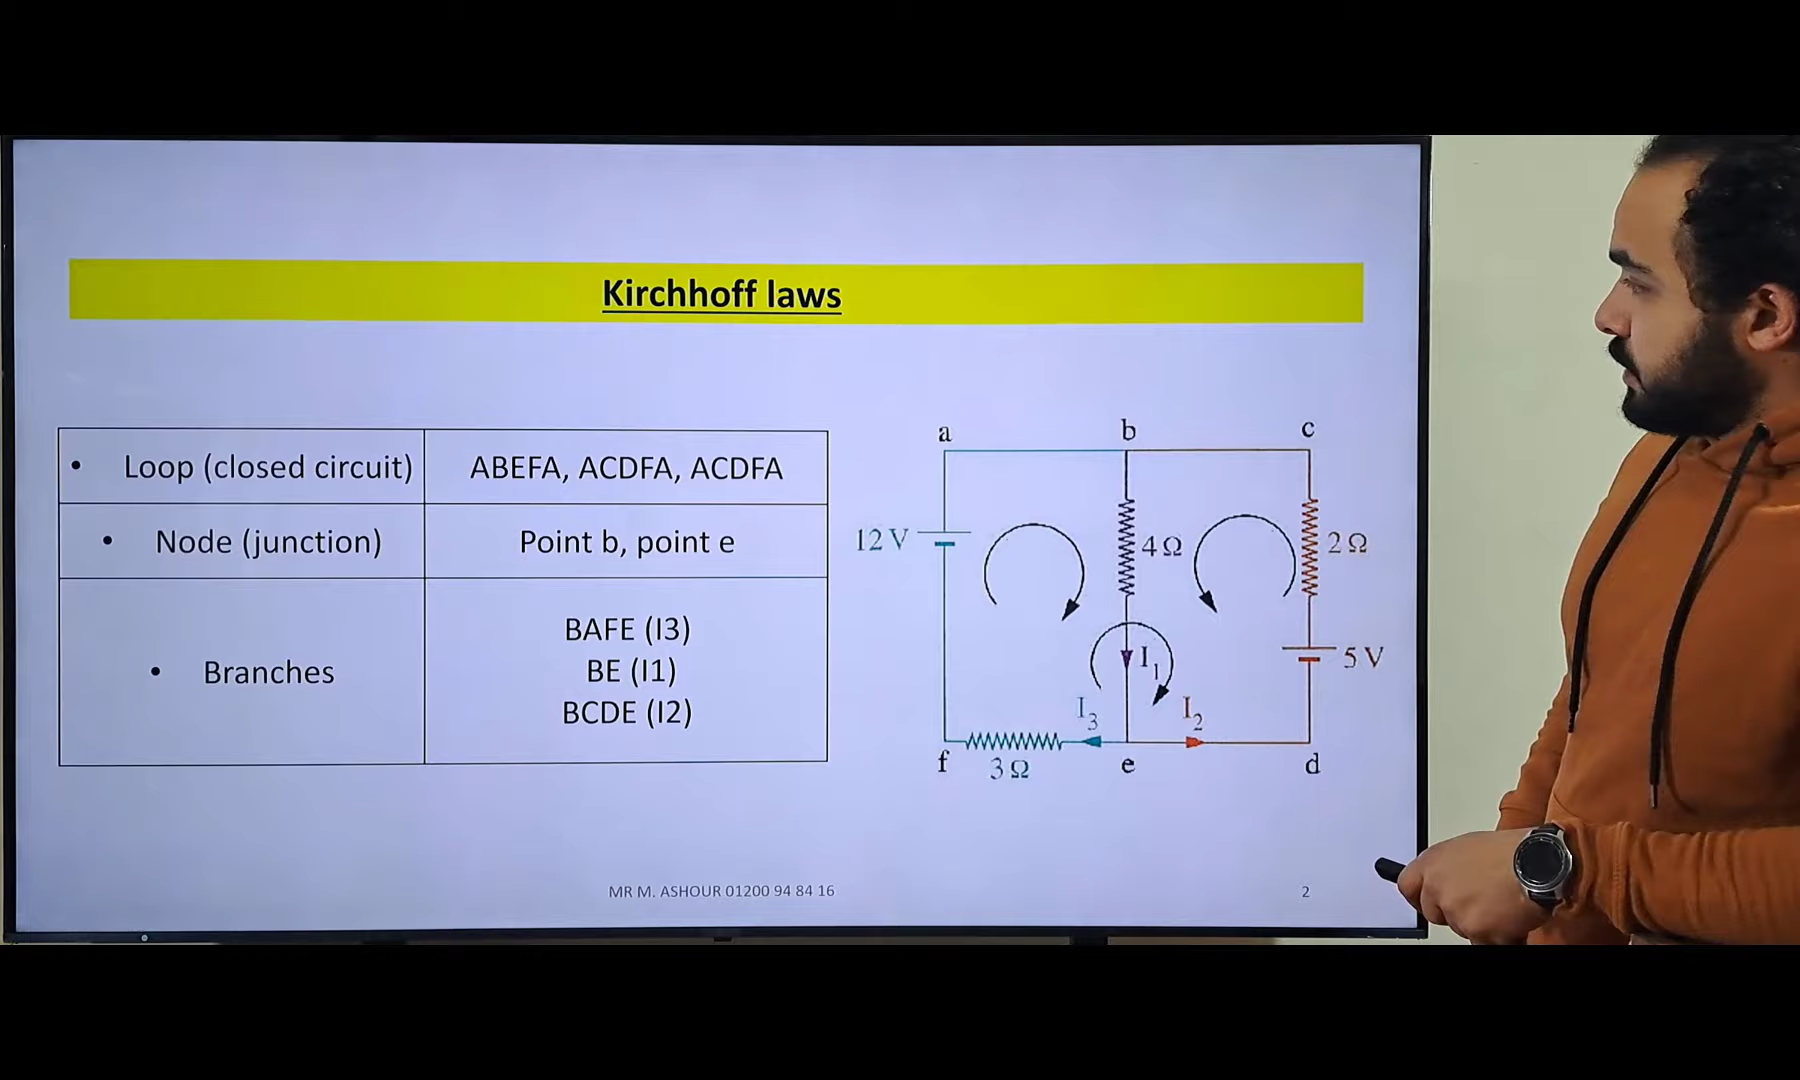 Kirchhoff laws
• Loop (closed circuit)
ABEFA, ACDFA, ACDFA
• Node (junction)
Point b, point e
• Branches
BAFE (I3)
BE (I1)
BCDE (I2)
a b c
12 V
4 Ω
2 Ω
I1
5 V
I3
I2
f
3 Ω
e
d
MR M. ASHOUR 01200 94 84 16
2